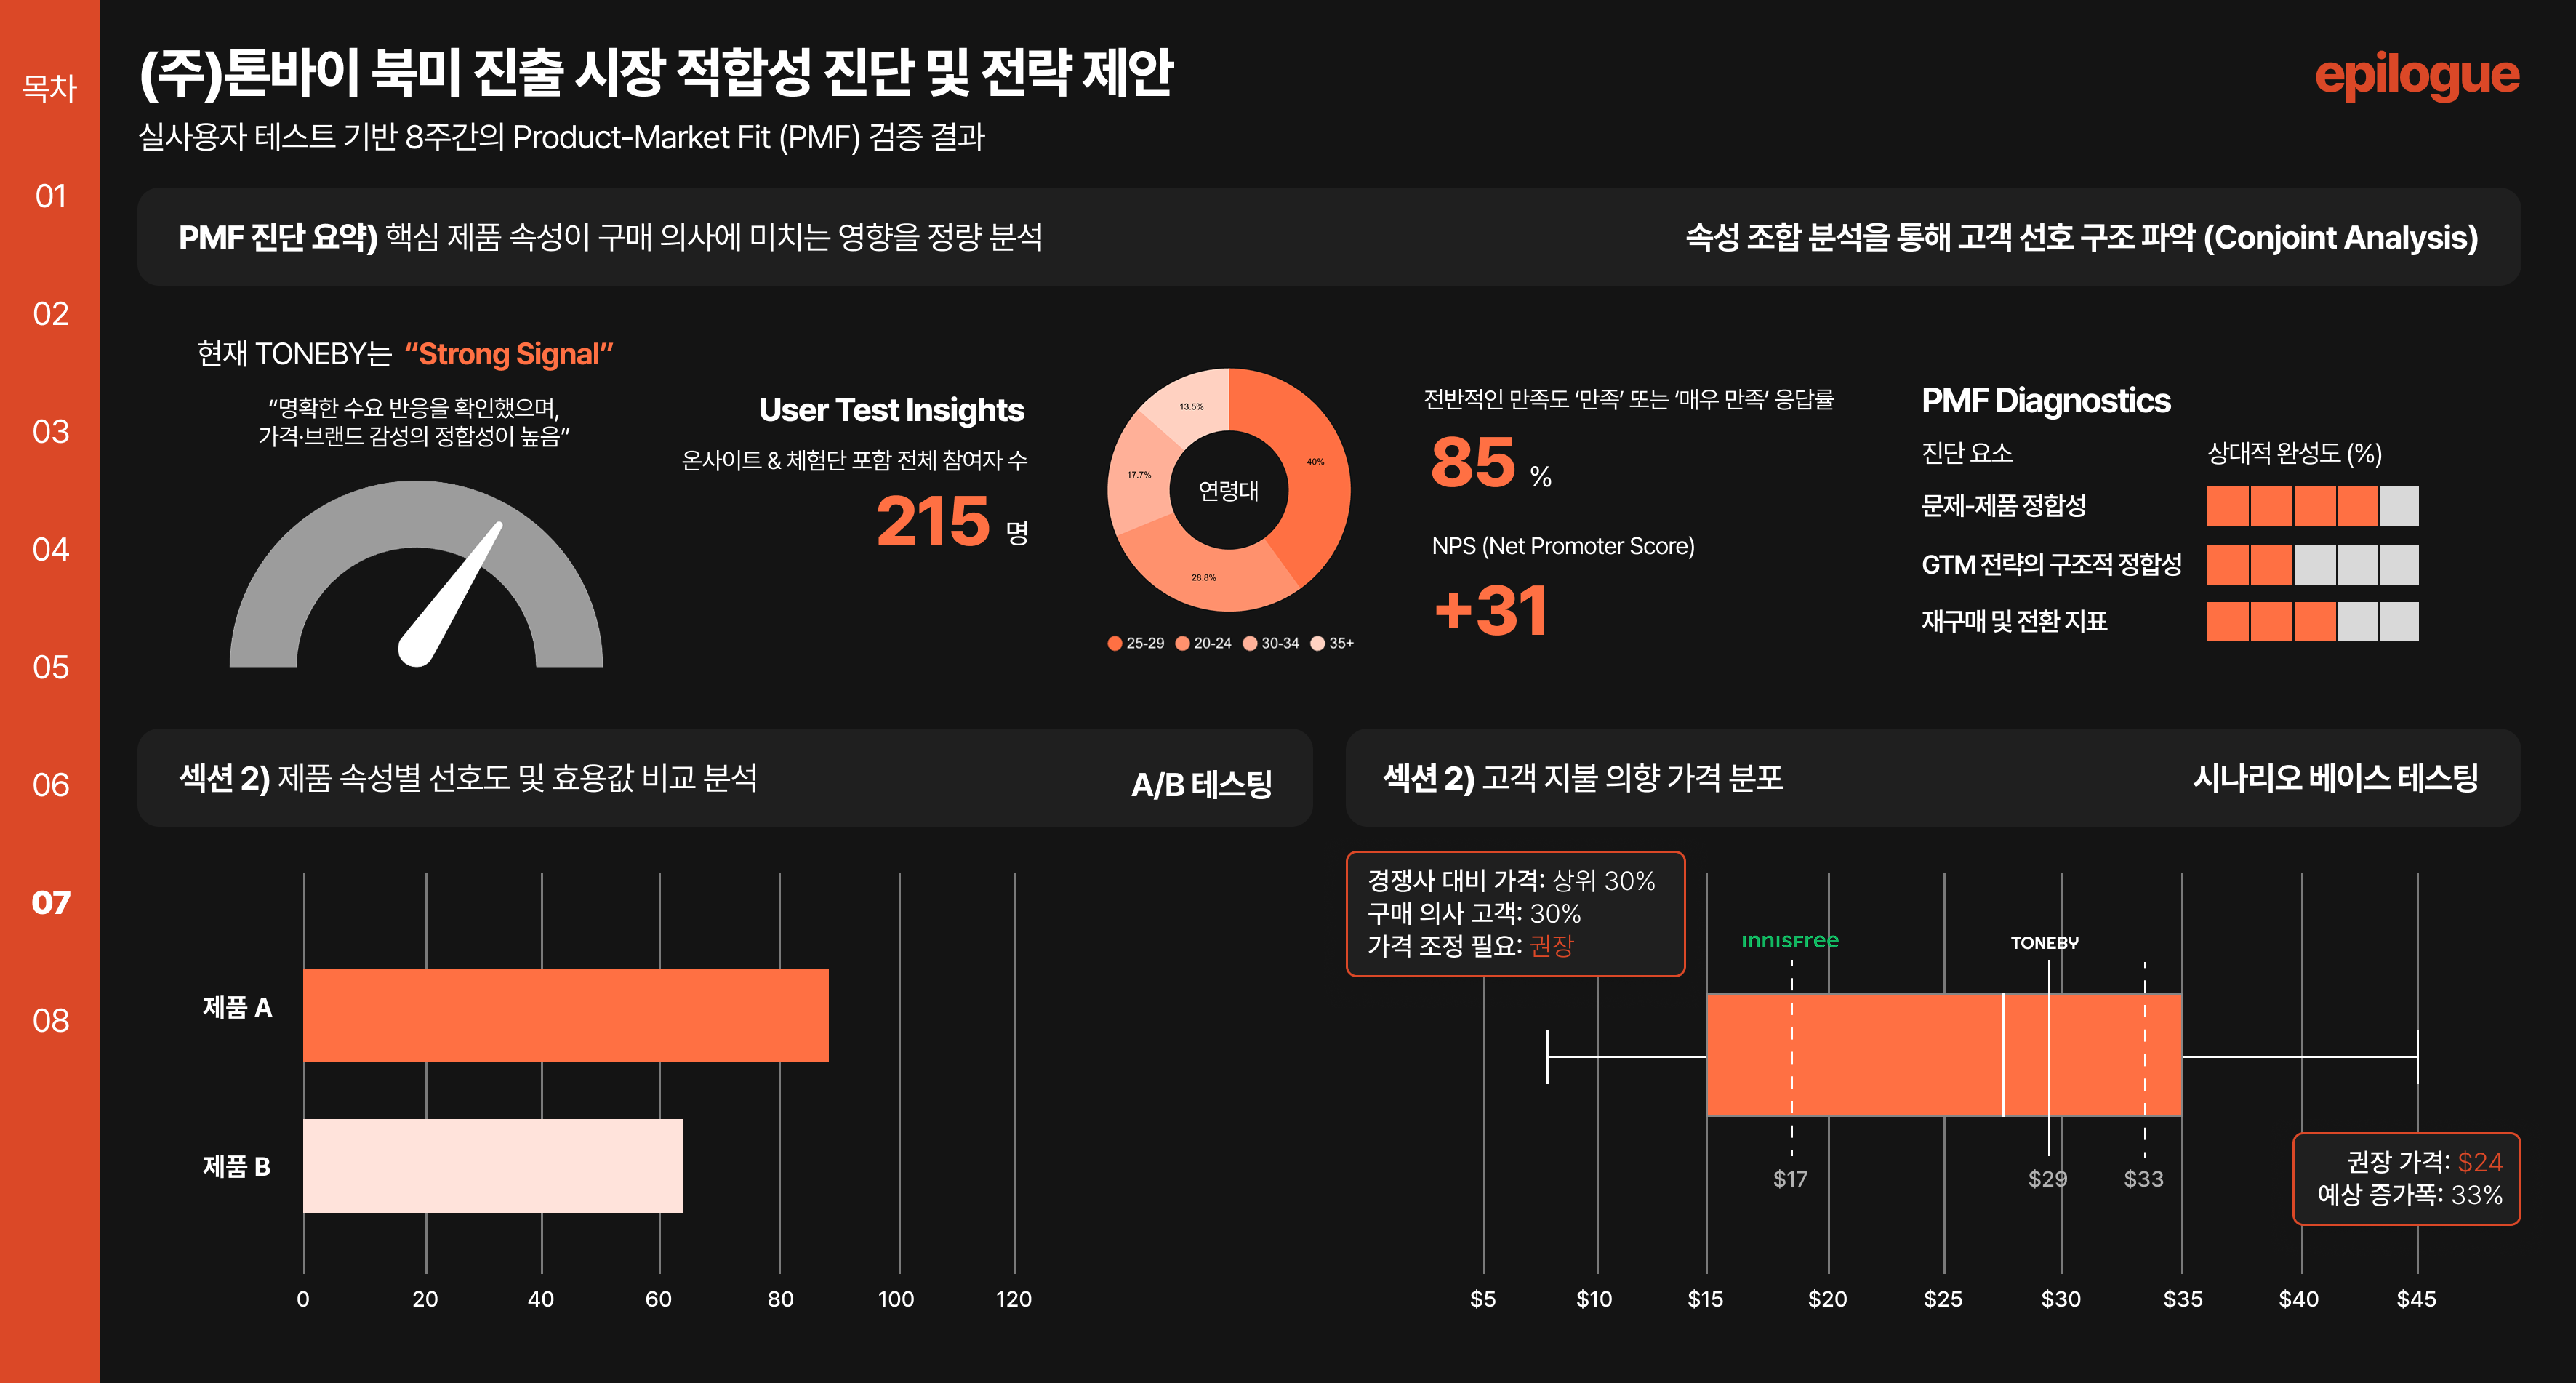 목차
01
02
03
04
05
06
07
08
(주)톤바이 북미 진출 시장 적합성 진단 및 전략 제안
epilogue
실사용자 테스트 기반 8주간의 Product-Market Fit (PMF) 검증 결과
PMF 진단 요약) 핵심 제품 속성이 구매 의사에 미치는 영향을 정량 분석
속성 조합 분석을 통해 고객 선호 구조 파악 (Conjoint Analysis)
현재 TONEBY는 “Strong Signal”
“명확한 수요 반응을 확인했으며,
가격·브랜드 감성의 정합성이 높음”
User Test Insights
온사이트 & 체험단 포함 전체 참여자 수
215 명
13.5%
40%
17.7%
연령대
28.8%
25-29 20-24 30-34 35+
전반적인 만족도 ‘만족’ 또는 ‘매우 만족’ 응답률
85 %
NPS (Net Promoter Score)
+31
PMF Diagnostics
진단 요소 상대적 완성도 (%)
문제-제품 정합성
GTM 전략의 구조적 정합성
재구매 및 전환 지표
섹션 2) 제품 속성별 선호도 및 효용값 비교 분석
A/B 테스팅
제품 A
제품 B
0 20 40 60 80 100 120
섹션 2) 고객 지불 의향 가격 분포
시나리오 베이스 테스팅
경쟁사 대비 가격: 상위 30%
구매 의사 고객: 30%
가격 조정 필요: 권장
innisfree
TONEBY
$17 $29 $33
권장 가격: $24
예상 증가폭: 33%
$5 $10 $15 $20 $25 $30 $35 $40 $45